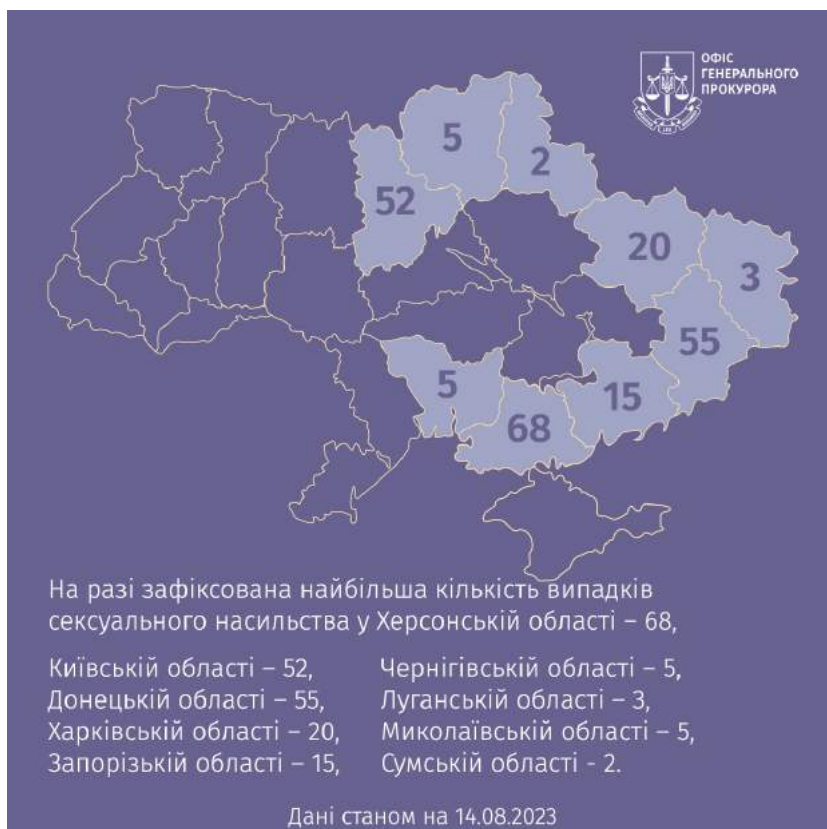 ОФІС
ГЕНЕРАЛЬНОГО
ПРОКУРОРА
5
2
52
20
3
55
5
15
68
На разі зафіксована найбільша кількість випадків
сексуального насильства у Херсонській області – 68,
Київській області – 52,
Донецькій області – 55,
Харківській області – 20,
Запорізькій області – 15,
Чернігівській області – 5,
Луганській області – 3,
Миколаївській області – 5,
Сумській області - 2.
Дані станом на 14.08.2023